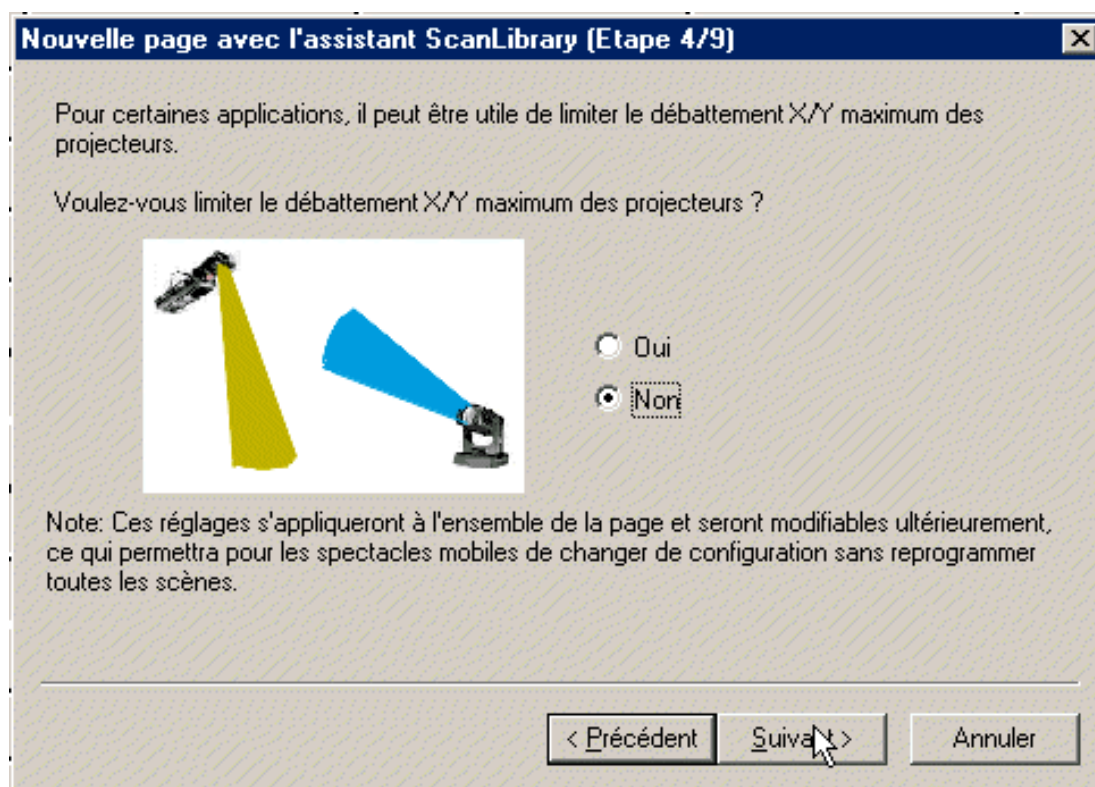 Nouvelle page avec l'assistant ScanLibrary (Etape 4/9)
Pour certaines applications, il peut être utile de limiter le débattement X/Y maximum des
projecteurs.
Voulez-vous limiter le débattement X/Y maximum des projecteurs ?
Oui
Non
Note: Ces réglages s'appliqueront à l'ensemble de la page et seront modifiables ultérieurement,
ce qui permettra pour les spectacles mobiles de changer de configuration sans reprogrammer
toutes les scènes.
< Précédent Suivant > Annuler